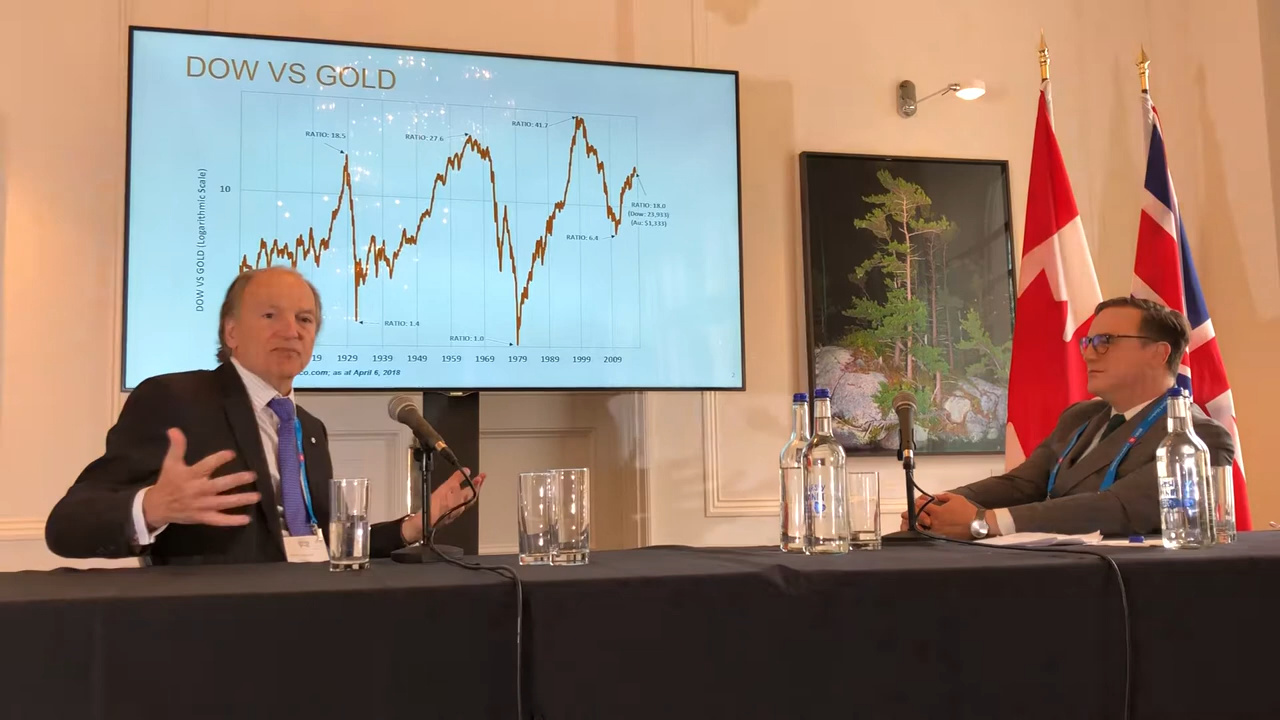 DOW VS GOLD
DOW VS GOLD (Logarithmic Scale)
10
RATIO: 18.5
RATIO: 27.6
RATIO: 41.7
RATIO: 18.0
(Dow: 23,933)
(Au: $1,333)
RATIO: 6.4
RATIO: 1.4
RATIO: 1.0
19 1929 1939 1949 1959 1969 1979 1989 1999 2009
co.com; as at April 6, 2018
2